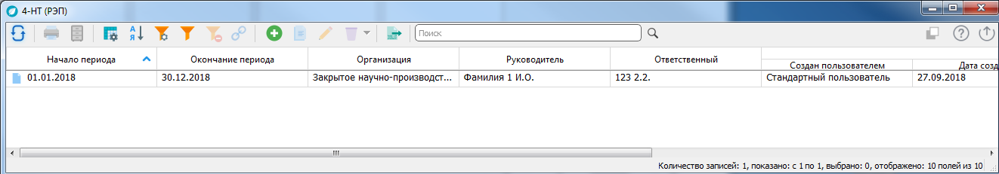 4-НТ (РЭП)
А
Я
Поиск
Начало периода
Окончание периода
Организация
Руководитель
Ответственный
Создан пользователем
Дата созд
01.01.2018
30.12.2018
Закрытое научно-производст...
Фамилия 1 И.О.
123 2.2.
Стандартный пользователь
27.09.2018
Количество записей: 1, показано: с 1 по 1, выбрано: 0, отображено: 10 полей из 10